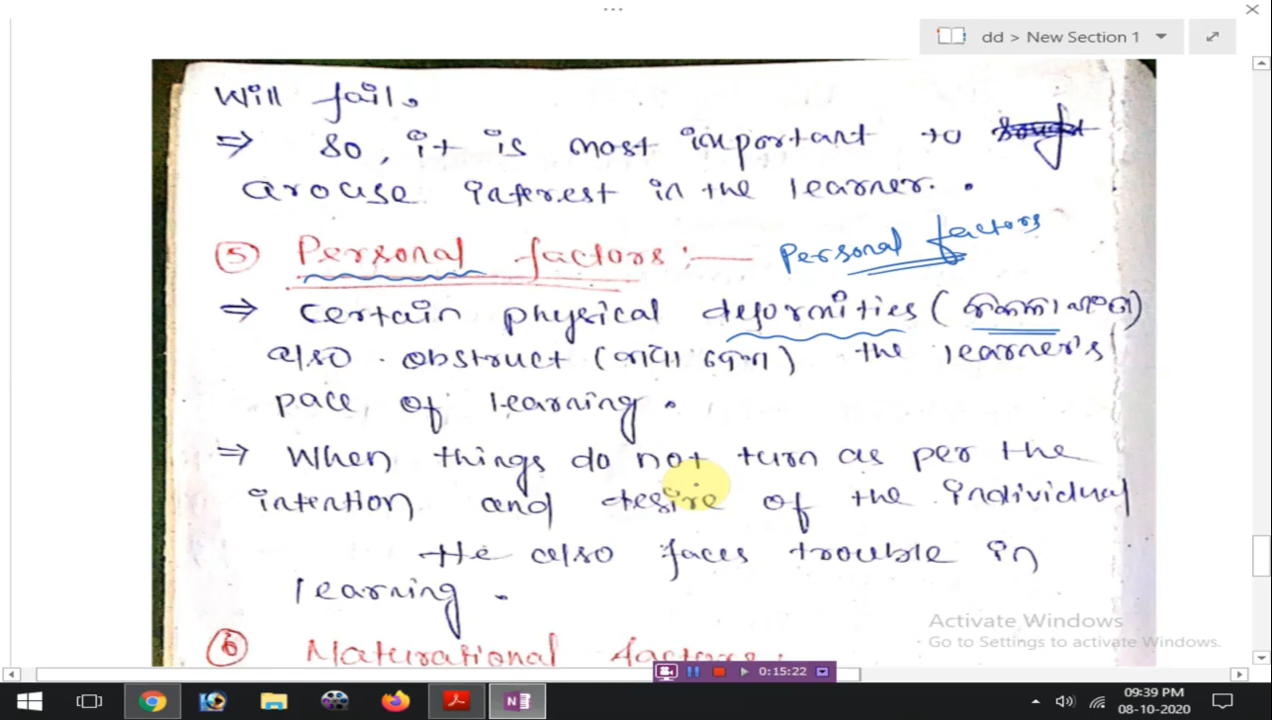 dd > New Section 1
Will fail.
⇒ so, it is most important to
arouse interest in the learner.
⑤ Personal factors :— Personal factors
⇒ certain physical deformities (
also obstruct (ବାଧା ଦେବା) the learner's
pace of learning.
⇒ When things do not turn as per the
intention and desire of the individual
He also faces trouble in
learning.
⑥ Maturational factors :
Activate Windows
Go to Settings to activate Windows.
0:15:22
09:39 PM
08-10-2020